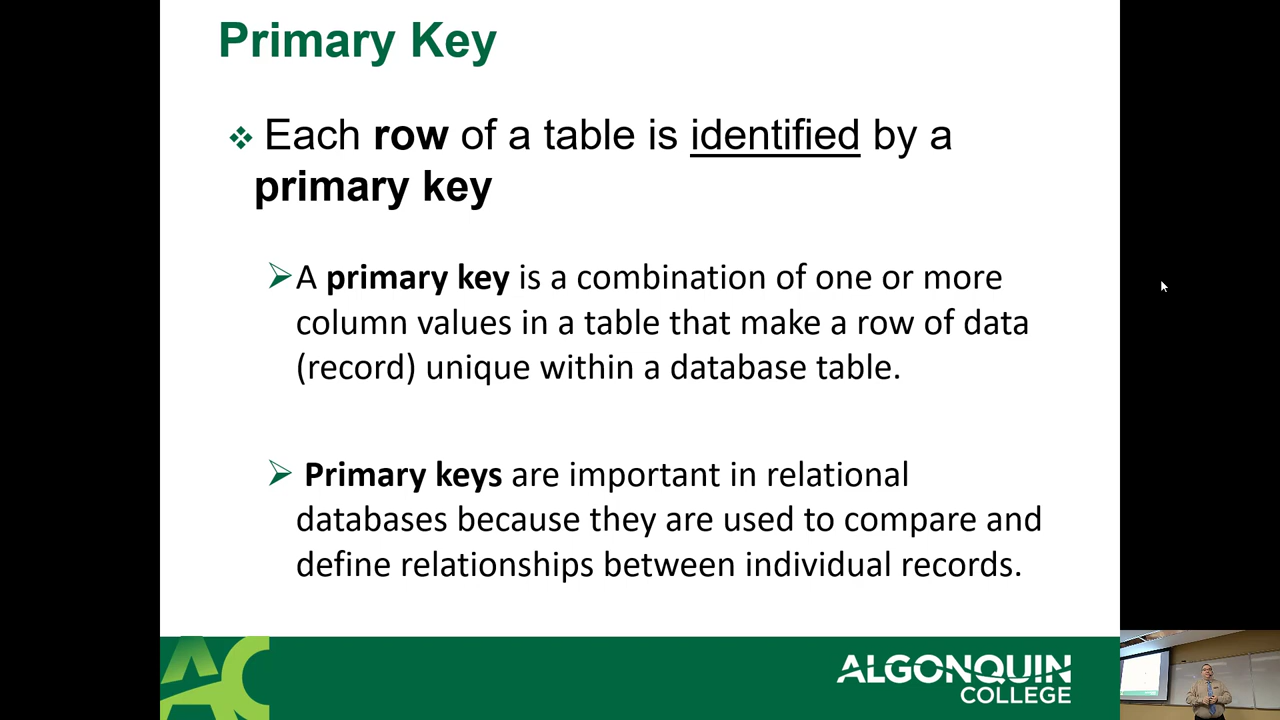 Primary Key
Each row of a table is identified by a
primary key
A primary key is a combination of one or more
column values in a table that make a row of data
(record) unique within a database table.
Primary keys are important in relational
databases because they are used to compare and
define relationships between individual records.
AC
ALGONQUIN
COLLEGE